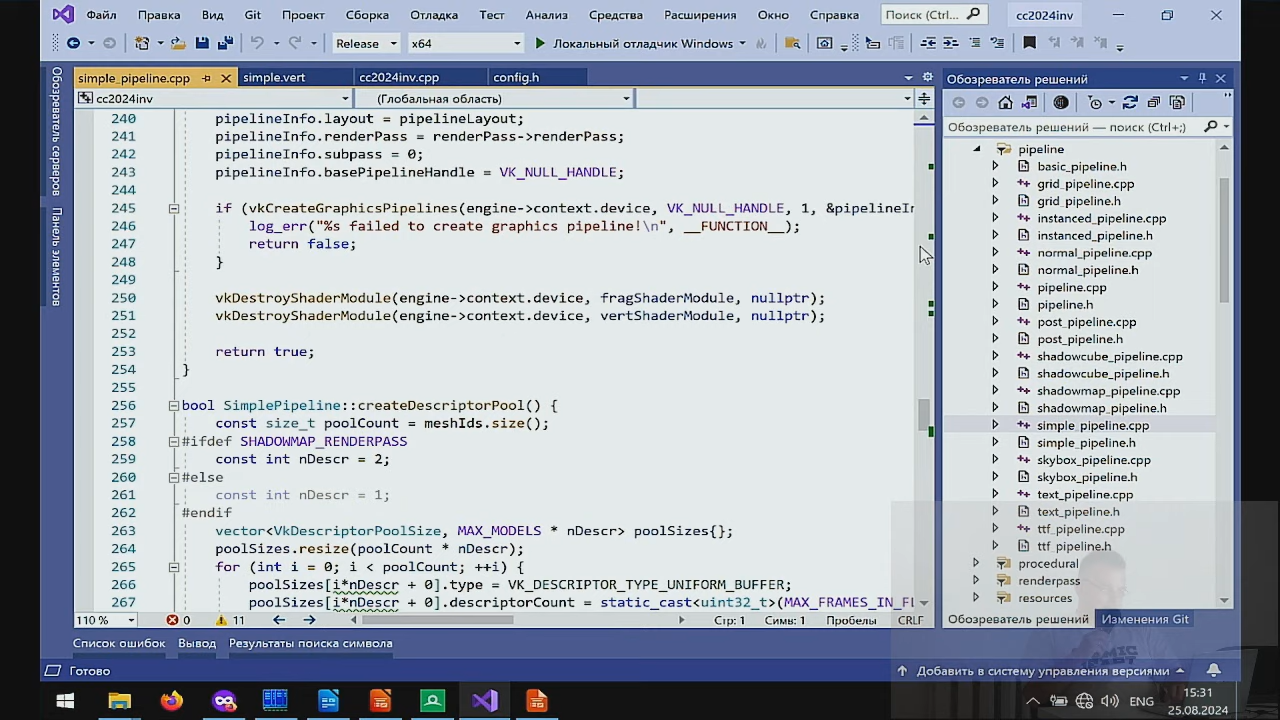 Файл Правка Вид Git Проект Сборка Отладка Тест Анализ Средства Расширения Окно Справка Поиск (Ctrl... cc2024inv
Release x64 Локальный отладчик Windows
simple_pipeline.cpp simple.vert cc2024inv.cpp config.h Обозреватель решений
cc2024inv (Глобальная область)
Обозреватель серверов
Панель элементов
240 pipelineInfo.layout = pipelineLayout;
241 pipelineInfo.renderPass = renderPass->renderPass;
242 pipelineInfo.subpass = 0;
243 pipelineInfo.basePipelineHandle = VK_NULL_HANDLE;
244
245 if (vkCreateGraphicsPipelines(engine->context.device, VK_NULL_HANDLE, 1, &pipelineIn
246 log_err("%s failed to create graphics pipeline!\n", __FUNCTION__);
247 return false;
248 }
249
250 vkDestroyShaderModule(engine->context.device, fragShaderModule, nullptr);
251 vkDestroyShaderModule(engine->context.device, vertShaderModule, nullptr);
252
253 return true;
254 }
255
256 bool SimplePipeline::createDescriptorPool() {
257 const size_t poolCount = meshIds.size();
258 #ifdef SHADOWMAP_RENDERPASS
259 const int nDescr = 2;
260 #else
261 const int nDescr = 1;
262 #endif
263 vector<VkDescriptorPoolSize, MAX_MODELS * nDescr> poolSizes{};
264 poolSizes.resize(poolCount * nDescr);
265 for (int i = 0; i < poolCount; ++i) {
266 poolSizes[i*nDescr + 0].type = VK_DESCRIPTOR_TYPE_UNIFORM_BUFFER;
267 poolSizes[i*nDescr + 0].descriptorCount = static_cast<uint32_t>(MAX_FRAMES_IN_FL
110 % 0 11 Стр: 1 Симв: 1 Пробелы CRLF
Обозреватель решений — поиск (Ctrl+;)
pipeline
basic_pipeline.h
grid_pipeline.cpp
grid_pipeline.h
instanced_pipeline.cpp
instanced_pipeline.h
normal_pipeline.cpp
normal_pipeline.h
pipeline.cpp
pipeline.h
post_pipeline.cpp
post_pipeline.h
shadowcube_pipeline.cpp
shadowcube_pipeline.h
shadowmap_pipeline.cpp
shadowmap_pipeline.h
simple_pipeline.cpp
simple_pipeline.h
skybox_pipeline.cpp
skybox_pipeline.h
text_pipeline.cpp
text_pipeline.h
ttf_pipeline.cpp
ttf_pipeline.h
procedural
renderpass
resources
Обозреватель решений Изменения Git
Список ошибок Вывод Результаты поиска символа
Готово Добавить в систему управления версиями
ENG 15:31
25.08.2024